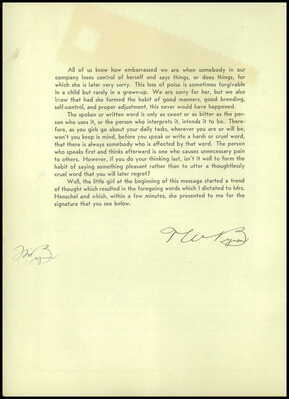 All of us know how embarrassed we are when somebody in our
company loses control of herself and says things, or does things, for
which she is later very sorry. This loss of poise is sometimes forgivable
in a child but rarely in a grown-up. We are sorry for her, but we also
know that had she formed the habit of good manners, good breeding,
self-control, and proper adjustment, this never would have happened.
The spoken or written word is only as sweet or as bitter as the per-
son who uses it, or the person who interprets it, intends it to be. There-
fore, as you girls go about your daily tasks, wherever you are or will be,
won't you keep in mind, before you speak or write a harsh or cruel word,
that there is always somebody who is affected by that word. The person
who speaks first and thinks afterward is one who causes unnecessary pain
to others. However, if you do your thinking last, isn't it well to form the
habit of saying something pleasant rather than to utter a thoughtlessly
cruel word that you will later regret?
Well, the little girl at the beginning of this message started a train of
thought which resulted in the foregoing words which I dictated to Mrs.
Henschel and which, within a few minutes, she presented to me for the
signature that you see below.